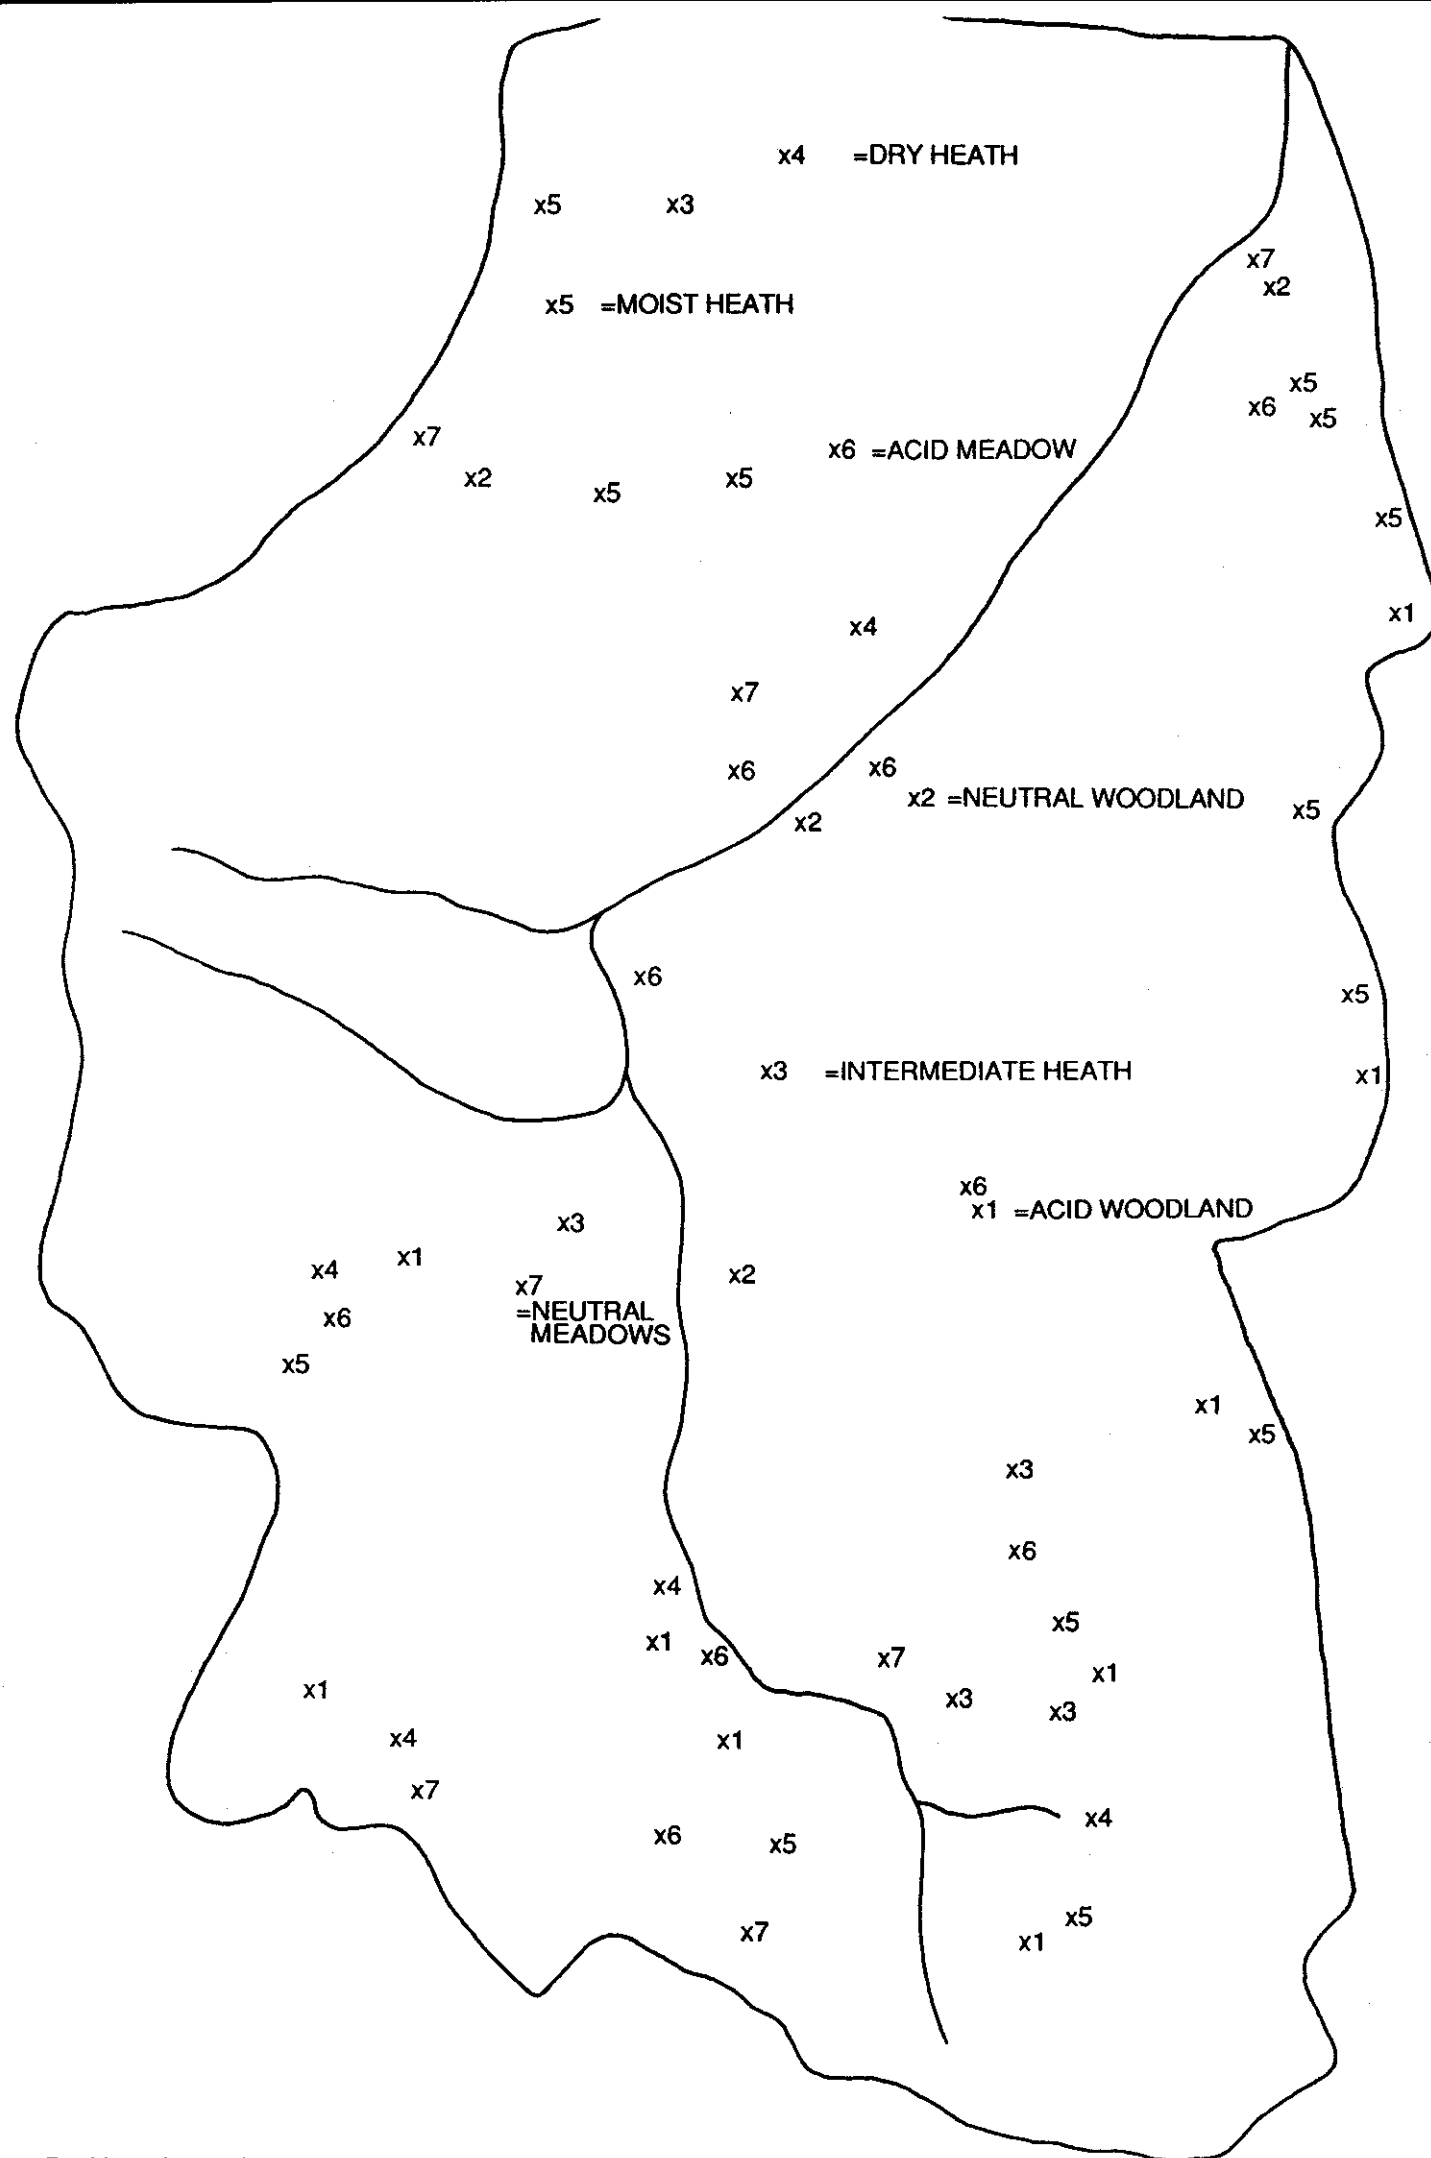 x4 =DRY HEATH
x5 x3
x7
x2
x5 =MOIST HEATH
x5
x6 x5
x7
x6 =ACID MEADOW
x2 x5 x5
x5
x1
x4
x7
x6 x6
x2 =NEUTRAL WOODLAND
x5
x2
x6
x5
x3 =INTERMEDIATE HEATH
x1
x6
x1 =ACID WOODLAND
x3
x1
x4
x2
x7
=NEUTRAL
MEADOWS
x6
x5
x1
x5
x3
x6
x4
x5
x1
x6
x7
x1
x1
x3
x3
x4
x1
x7
x4
x6
x5
x5
x7
x1